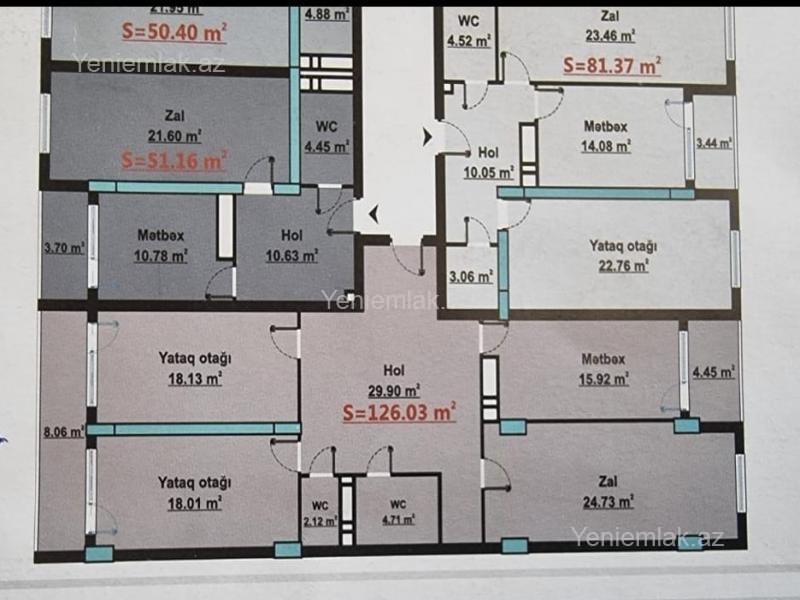 21.95 m²
S=50.40 m²
4.88 m²
Yeniemlak.az
Zal
21.60 m²
S=51.16 m²
WC
4.45 m²
3.70 m²
Mətbəx
10.78 m²
Hol
10.63 m²
WC
4.52 m²
Zal
23.46 m²
S=81.37 m²
Mətbəx
14.08 m²
3.44 m²
Hol
10.05 m²
Yataq otağı
22.76 m²
3.06 m²
Yeniemlak.
Yataq otağı
18.13 m²
8.06 m²
Yataq otağı
18.01 m²
Hol
29.90 m²
S=126.03 m²
Mətbəx
15.92 m²
4.45 m²
WC
2.12 m²
WC
4.71 m²
Zal
24.73 m²
Yeniemlak.az